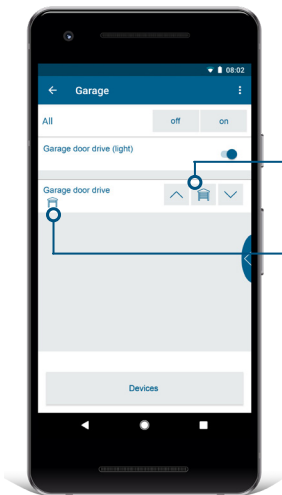 08:02
Garage
All
off
on
Garage door drive (light)
Garage door drive
Devices